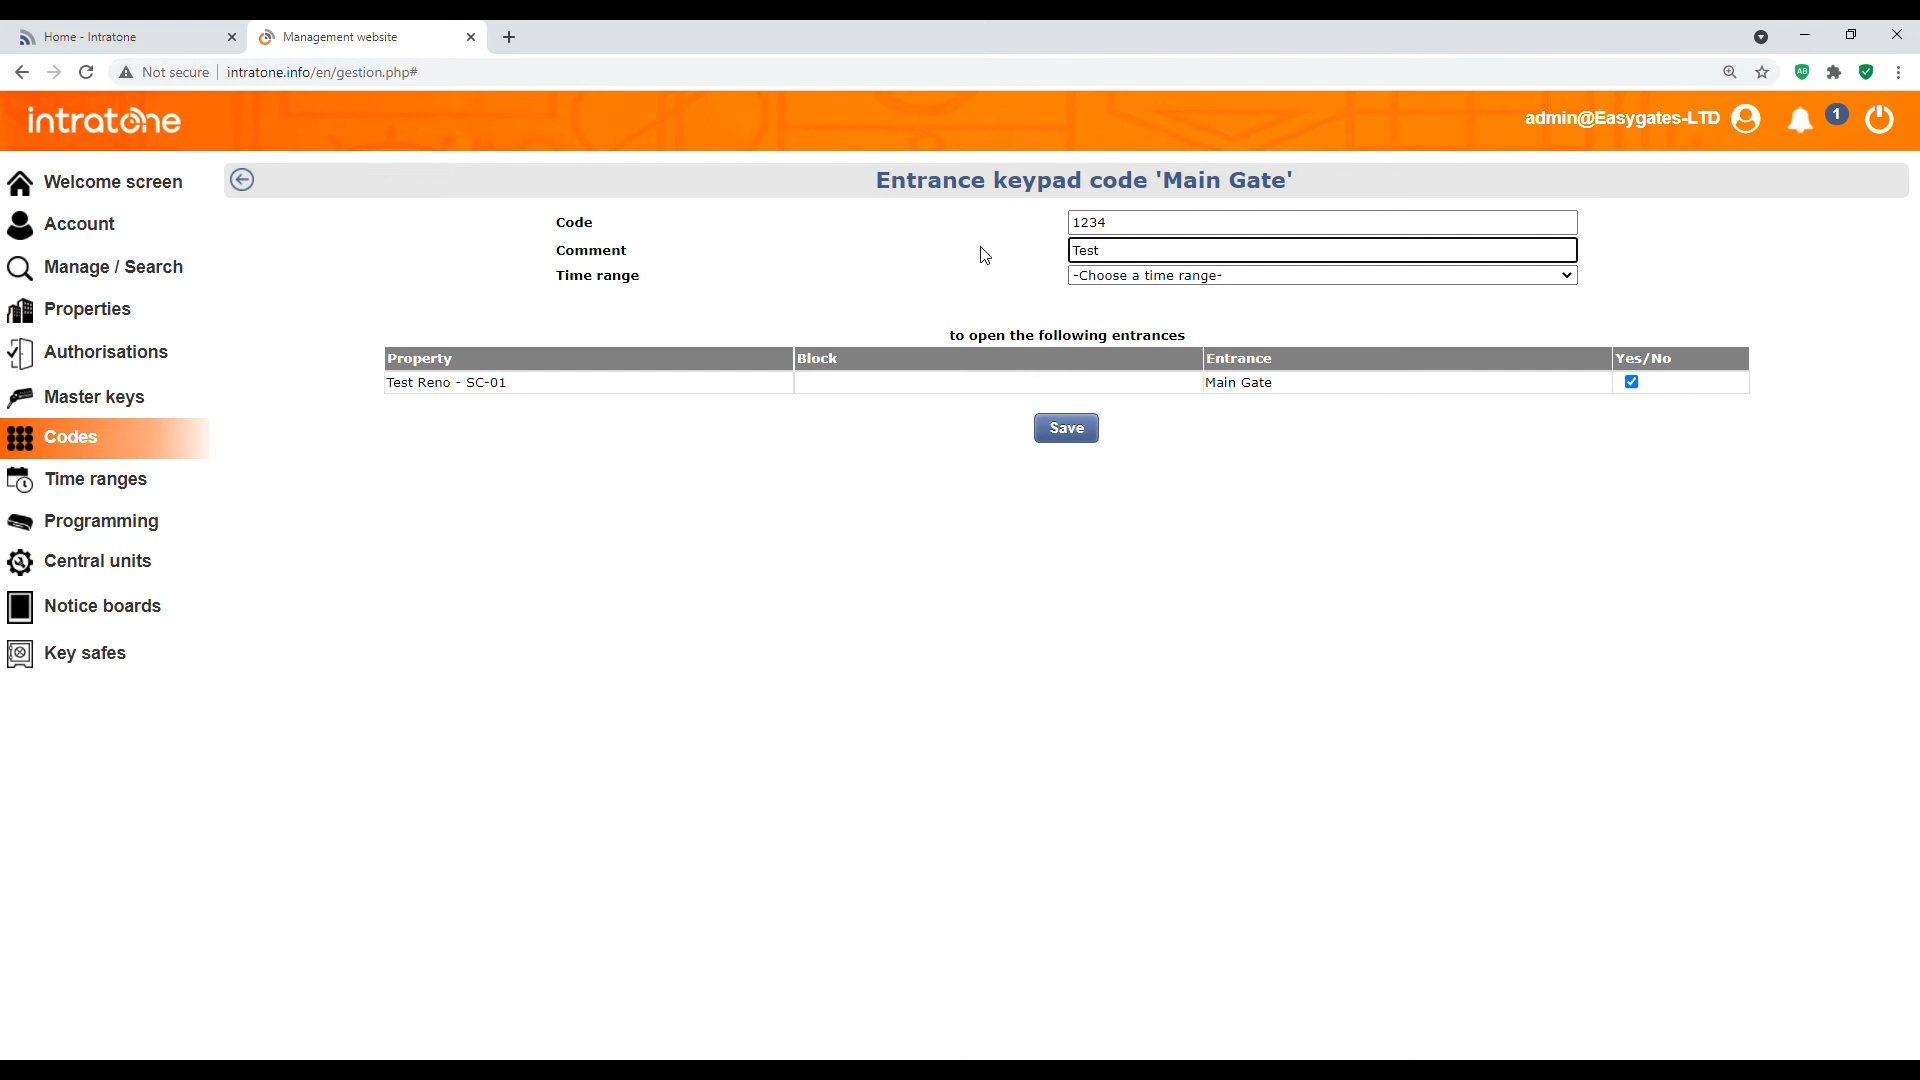 Home - Intratone
Management website
Not secure
intratone.info/en/gestion.php#
AB
intratone
admin@Easygates-LTD
1
Welcome screen
Account
Manage / Search
Properties
Authorisations
Master keys
Codes
Time ranges
Programming
Central units
Notice boards
Key safes
Entrance keypad code 'Main Gate'
Code
1234
Comment
Test
Time range
-Choose a time range-
to open the following entrances
Property Block Entrance Yes/No
Test Reno - SC-01 Main Gate
Save